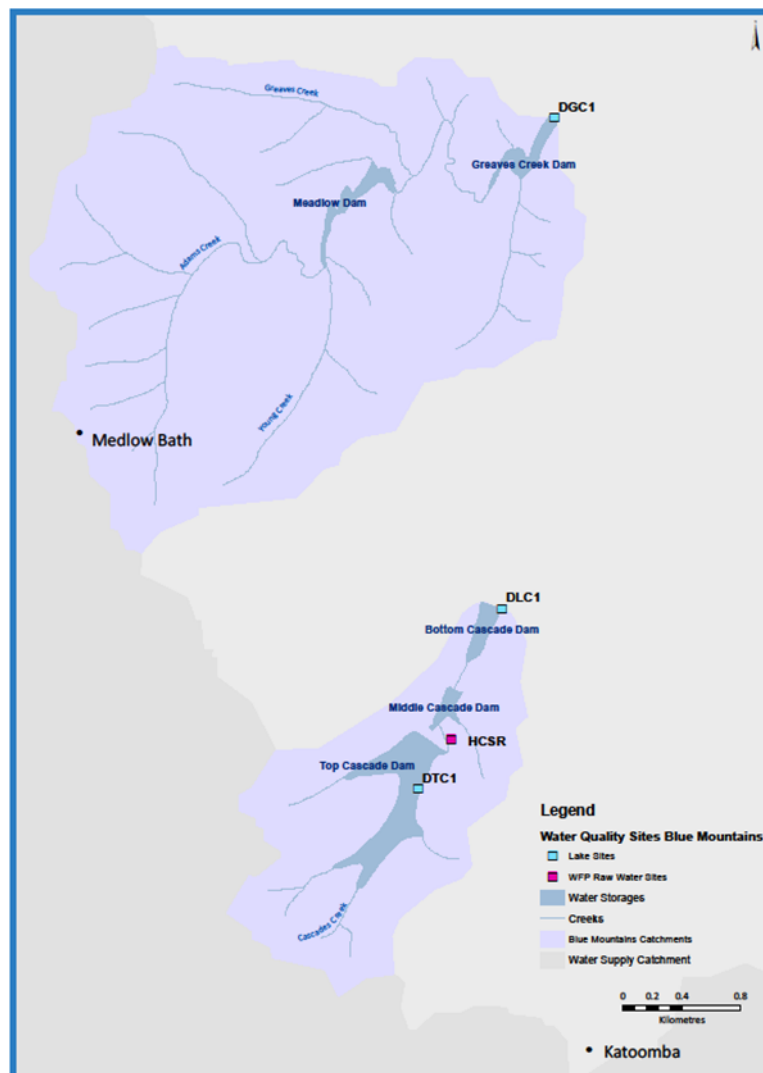 DGC1
Greaves Creek
Greaves Creek Dam
Meadlow Dam
Adams Creek
Young Creek
Medlow Bath
DLC1
Bottom Cascade Dam
Middle Cascade Dam
HCSR
Top Cascade Dam
DTC1
Cascades Creek
Legend
Water Quality Sites Blue Mountains
Lake Sites
WFP Raw Water Sites
Water Storages
Creeks
Blue Mountains Catchments
Water Supply Catchment
0 0.2 0.4 0.8
Kilometres
Katoomba